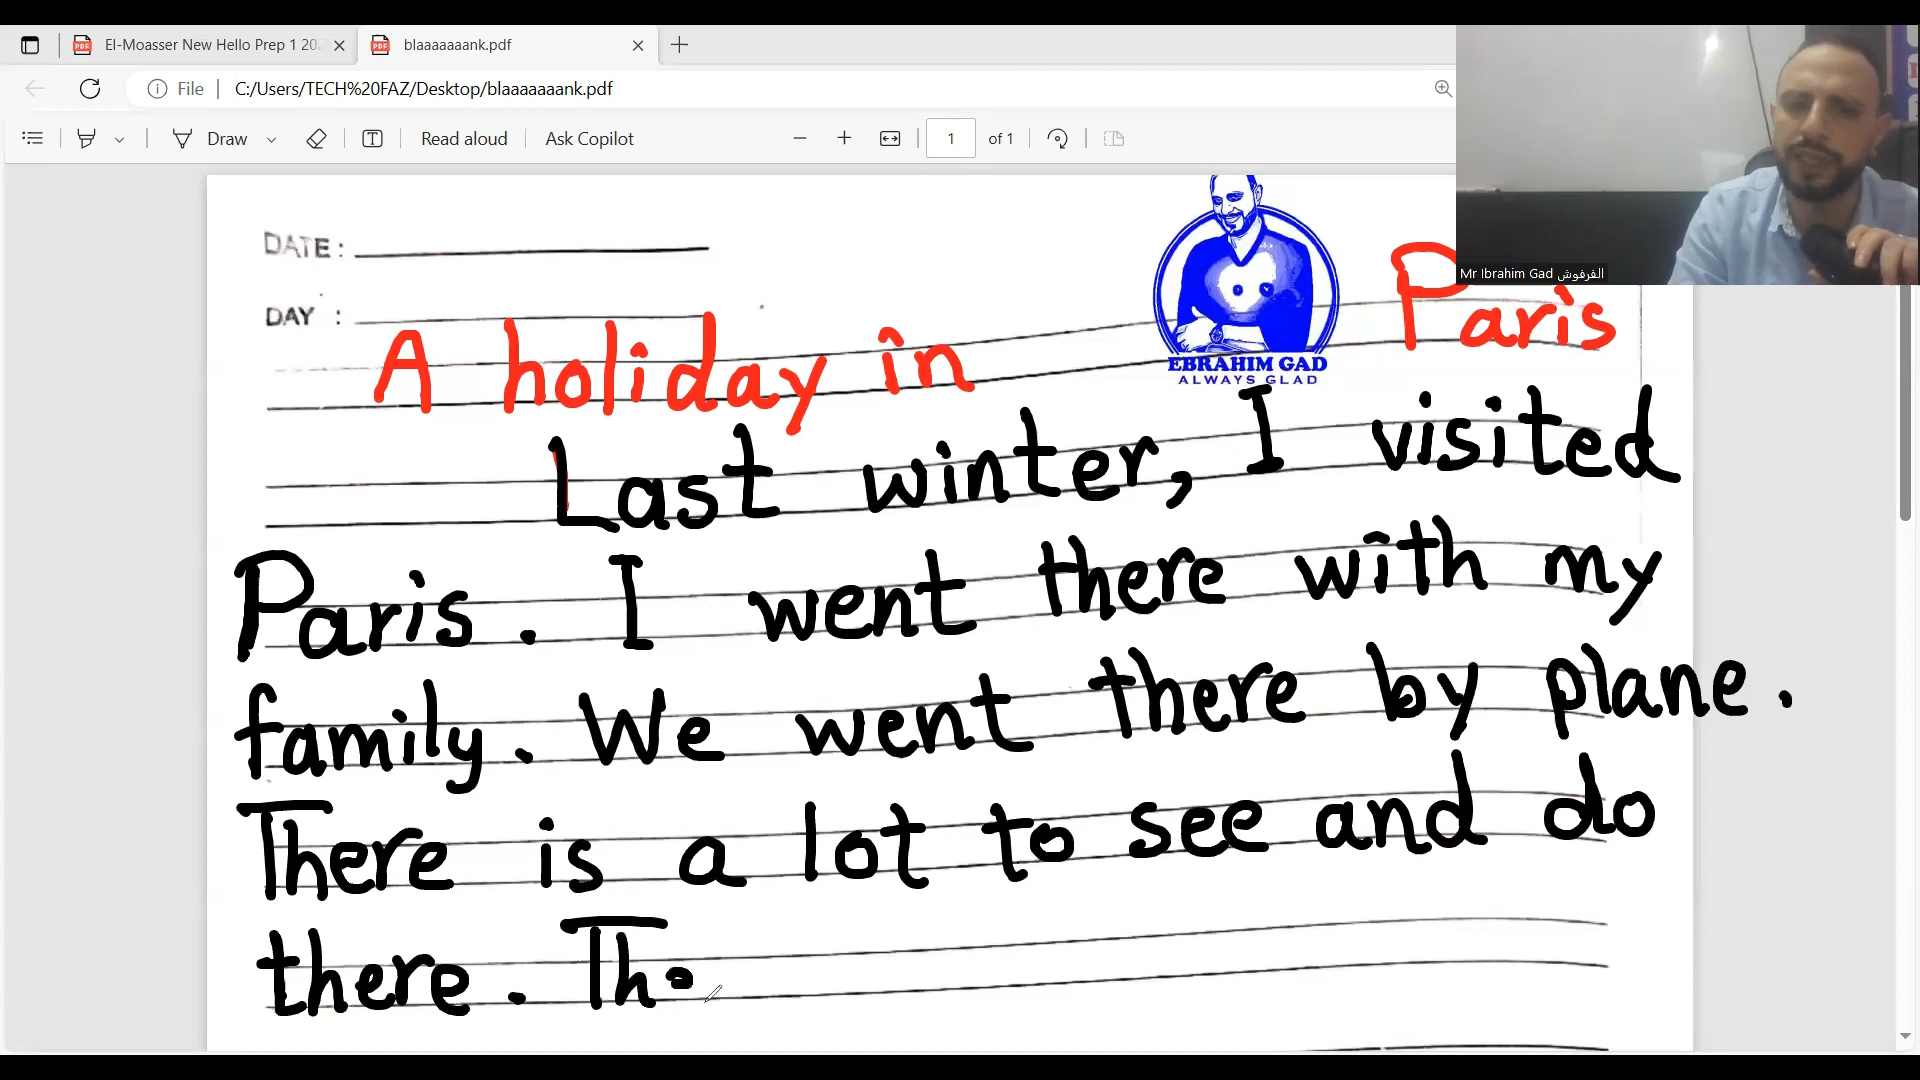 El-Moasser New Hello Prep 1 202
blaaaaaaank.pdf
File
C:/Users/TECH%20FAZ/Desktop/blaaaaaaank.pdf
Draw
Read aloud
Ask Copilot
1 of 1
Mr Ibrahim Gad الفرفوش
DATE :
DAY :
EBRAHIM GAD
ALWAYS GLAD
A holiday in Paris
Last winter, I visited
Paris. I went there with my
family. We went there by plane.
There is a lot to see and do
there. Th